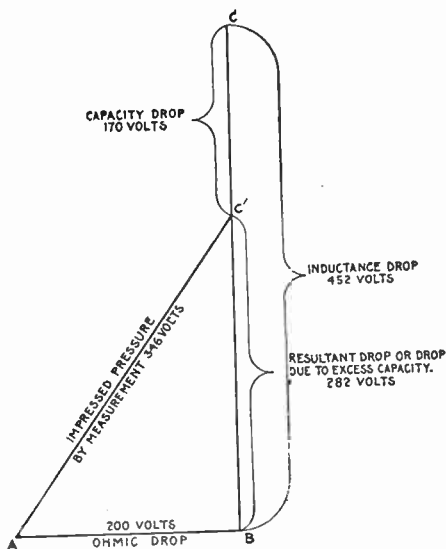 C
CAPACITY DROP
170 VOLTS
C'
INDUCTANCE DROP
452 VOLTS
IMPRESSED PRESSURE
BY MEASUREMENT 346 VOLTS
RESULTANT DROP OR DROP
DUE TO EXCESS CAPACITY.
282 VOLTS
200 VOLTS
OHMIC DROP
A
B